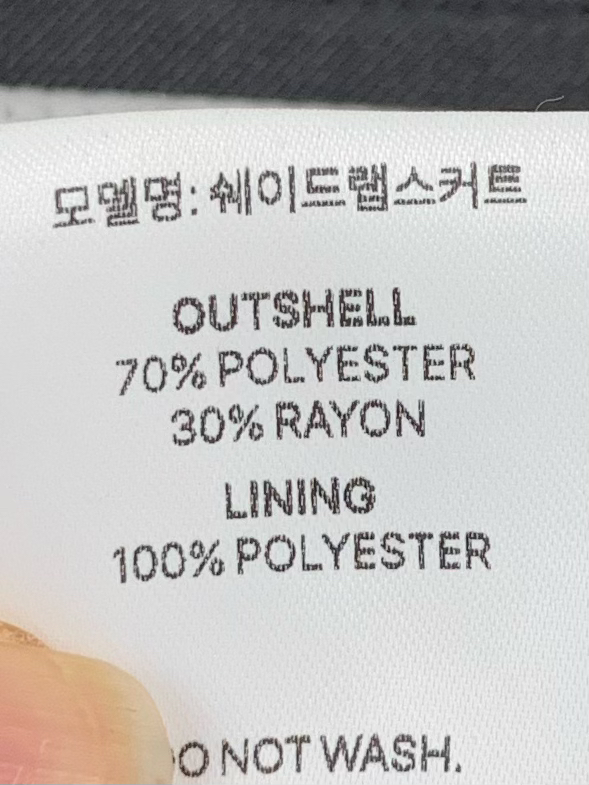 모델명: 쉐이드랩스커트
OUTSHELL
70% POLYESTER
30% RAYON
LINING
100% POLYESTER
DO NOT WASH.